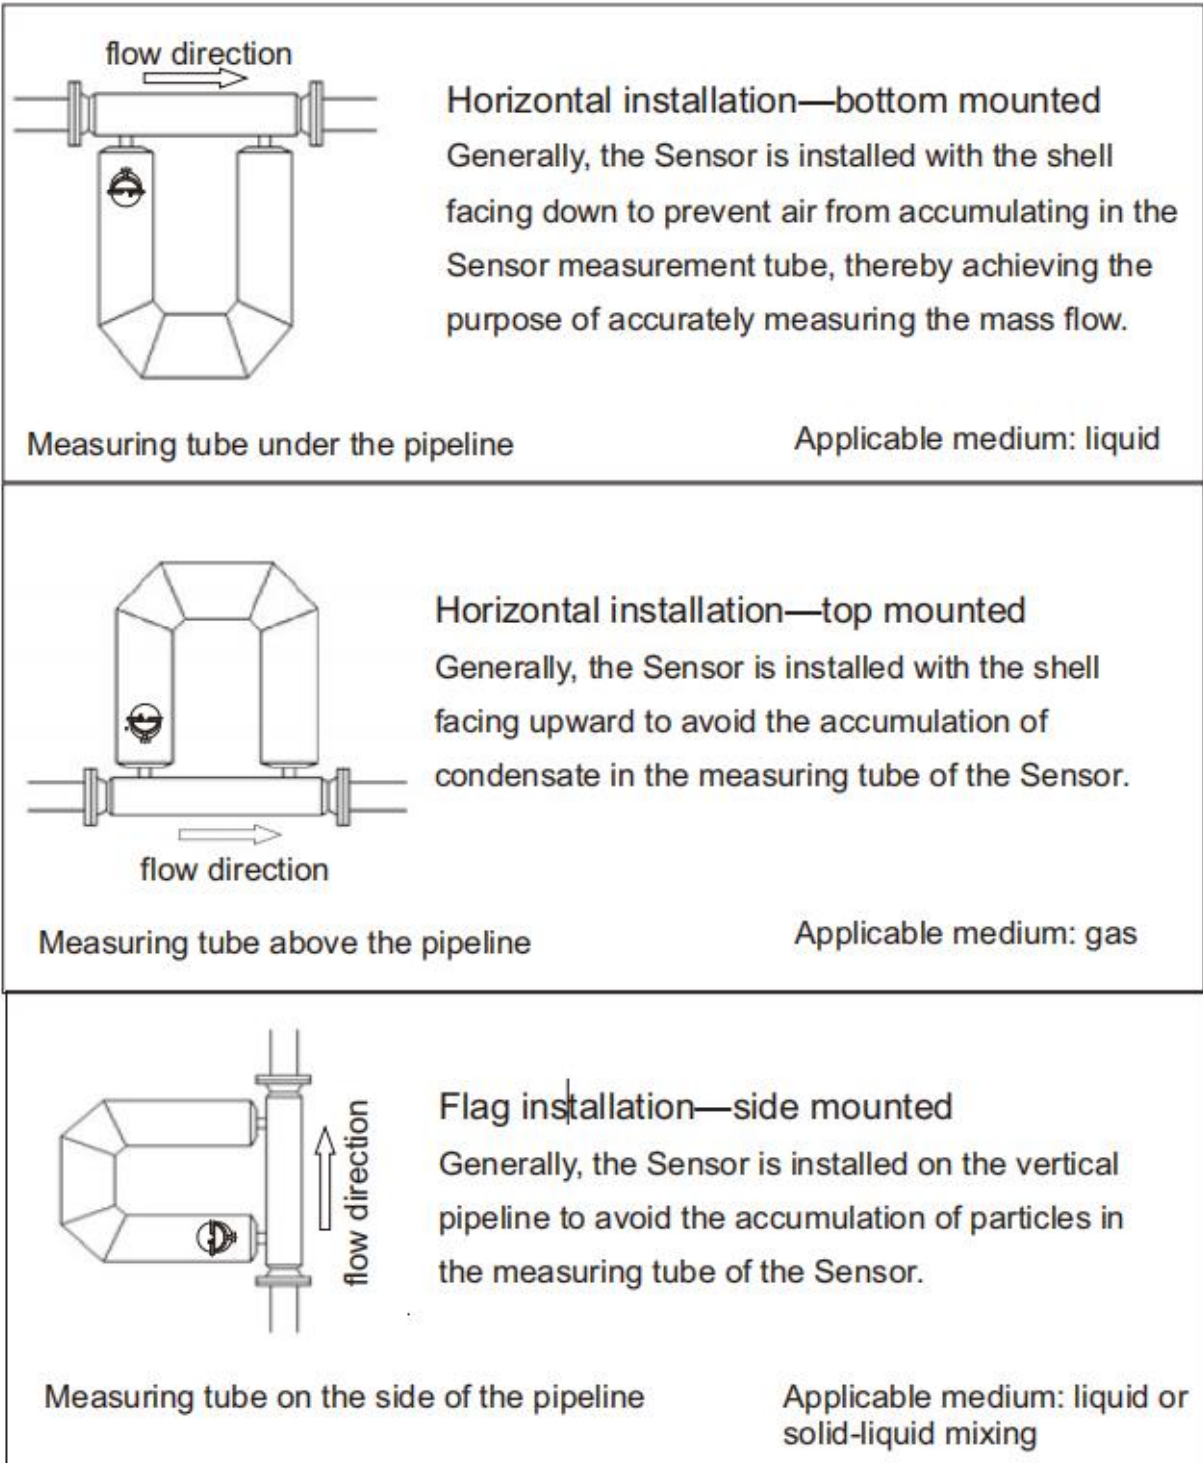 flow direction
Horizontal installation—bottom mounted
Generally, the Sensor is installed with the shell
facing down to prevent air from accumulating in the
Sensor measurement tube, thereby achieving the
purpose of accurately measuring the mass flow.
Measuring tube under the pipeline
Applicable medium: liquid
Horizontal installation—top mounted
Generally, the Sensor is installed with the shell
facing upward to avoid the accumulation of
condensate in the measuring tube of the Sensor.
flow direction
Measuring tube above the pipeline
Applicable medium: gas
flow direction
Flag installation—side mounted
Generally, the Sensor is installed on the vertical
pipeline to avoid the accumulation of particles in
the measuring tube of the Sensor.
Measuring tube on the side of the pipeline
Applicable medium: liquid or
solid-liquid mixing